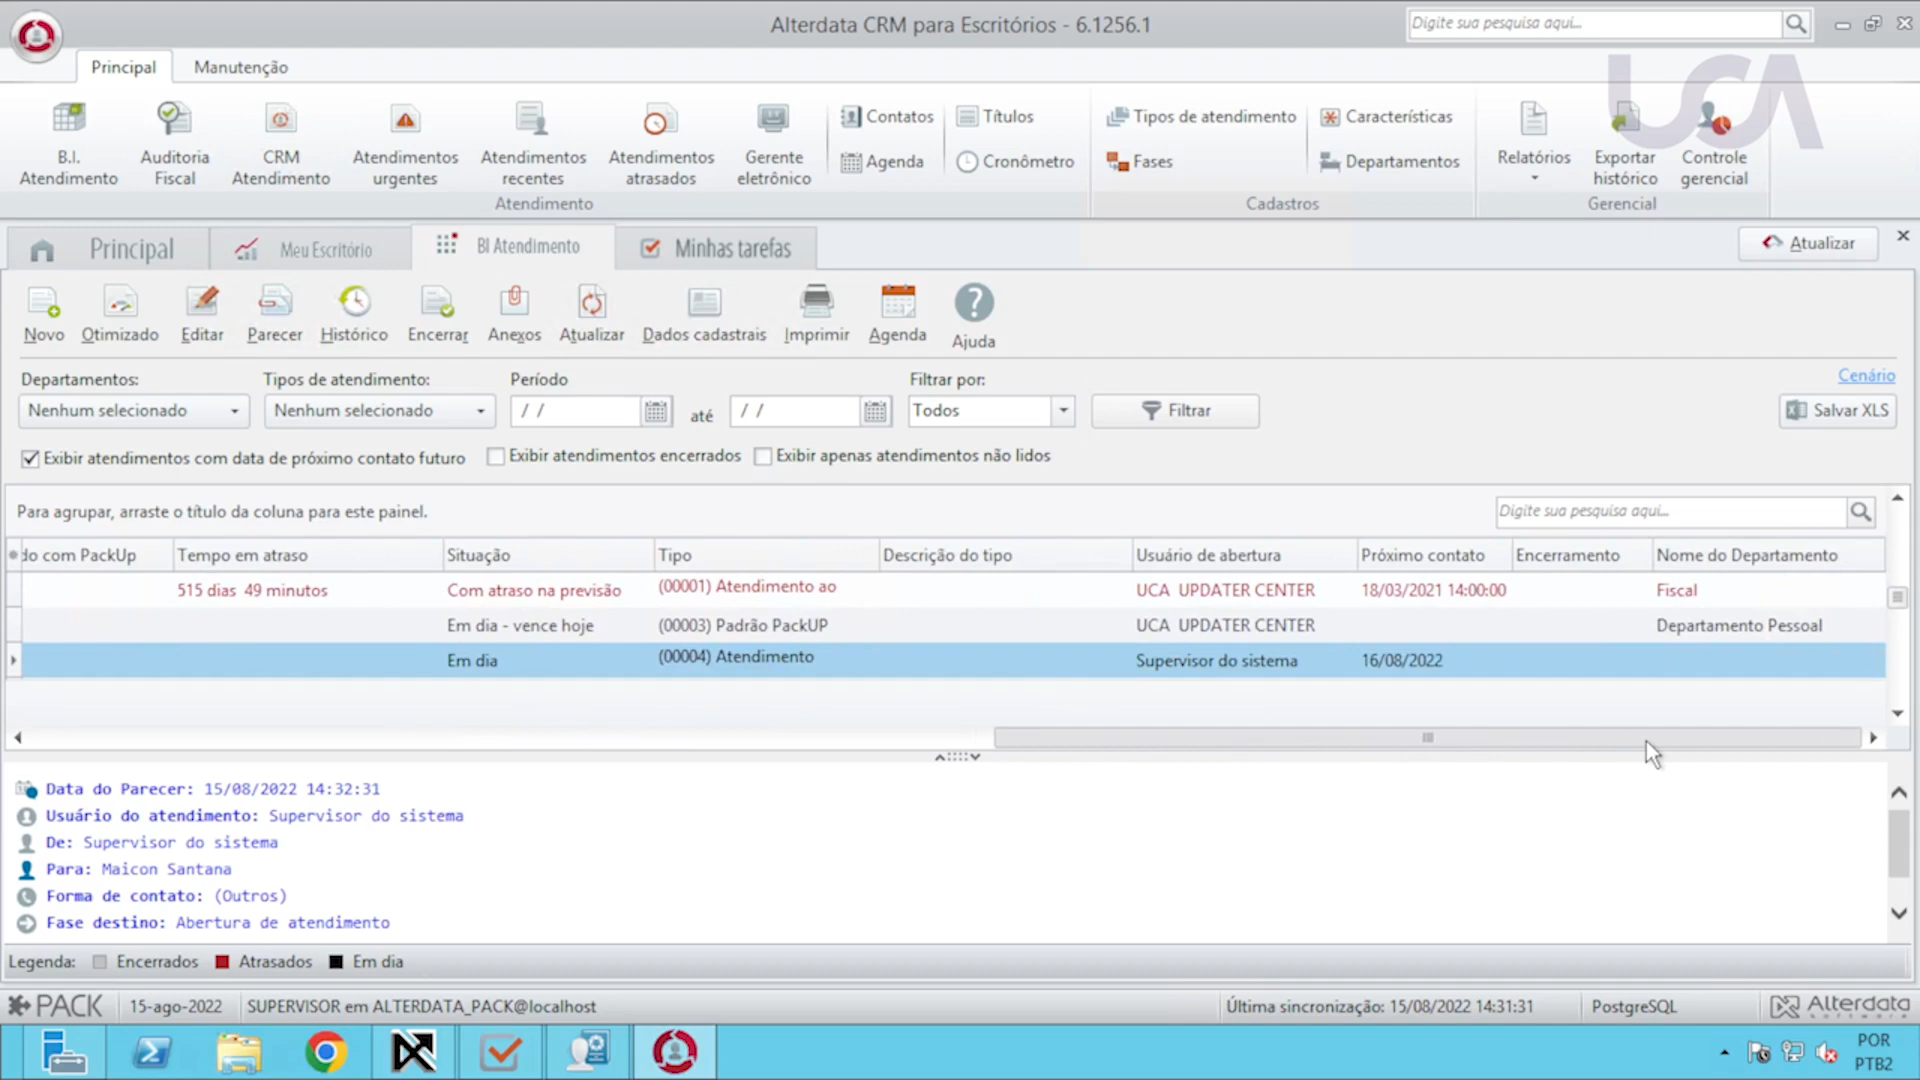 Alterdata CRM para Escritórios - 6.1256.1
Digite sua pesquisa aqui...
Principal
Manutenção
UCA
B.I. Atendimento
Auditoria Fiscal
CRM Atendimento
Atendimentos urgentes
Atendimentos recentes
Atendimentos atrasados
Gerente eletrônico
Contatos
Agenda
Títulos
Cronômetro
Atendimento
Tipos de atendimento
Fases
Características
Departamentos
Cadastros
Relatórios
Exportar histórico
Controle gerencial
Gerencial
Principal
Meu Escritório
BI Atendimento
Minhas tarefas
Atualizar
Novo
Otimizado
Editar
Parecer
Histórico
Encerrar
Anexos
Atualizar
Dados cadastrais
Imprimir
Agenda
Ajuda
Departamentos:
Tipos de atendimento:
Período
Filtrar por:
Cenário
Nenhum selecionado
Nenhum selecionado
/ /
até
/ /
Todos
Filtrar
Salvar XLS
Exibir atendimentos com data de próximo contato futuro
Exibir atendimentos encerrados
Exibir apenas atendimentos não lidos
Para agrupar, arraste o título da coluna para este painel.
Digite sua pesquisa aqui...
do com PackUp Tempo em atraso Situação Tipo Descrição do tipo Usuário de abertura Próximo contato Encerramento Nome do Departamento
515 dias 49 minutos Com atraso na previsão (00001) Atendimento ao UCA UPDATER CENTER 18/03/2021 14:00:00 Fiscal
Em dia - vence hoje (00003) Padrão PackUP UCA UPDATER CENTER Departamento Pessoal
Em dia (00004) Atendimento Supervisor do sistema 16/08/2022
Data do Parecer: 15/08/2022 14:32:31
Usuário do atendimento: Supervisor do sistema
De: Supervisor do sistema
Para: Maicon Santana
Forma de contato: (Outros)
Fase destino: Abertura de atendimento
Legenda: Encerrados Atrasados Em dia
PACK 15-ago-2022 SUPERVISOR em ALTERDATA_PACK@localhost Última sincronização: 15/08/2022 14:31:31 PostgreSQL Alterdata
software
POR
PTB2